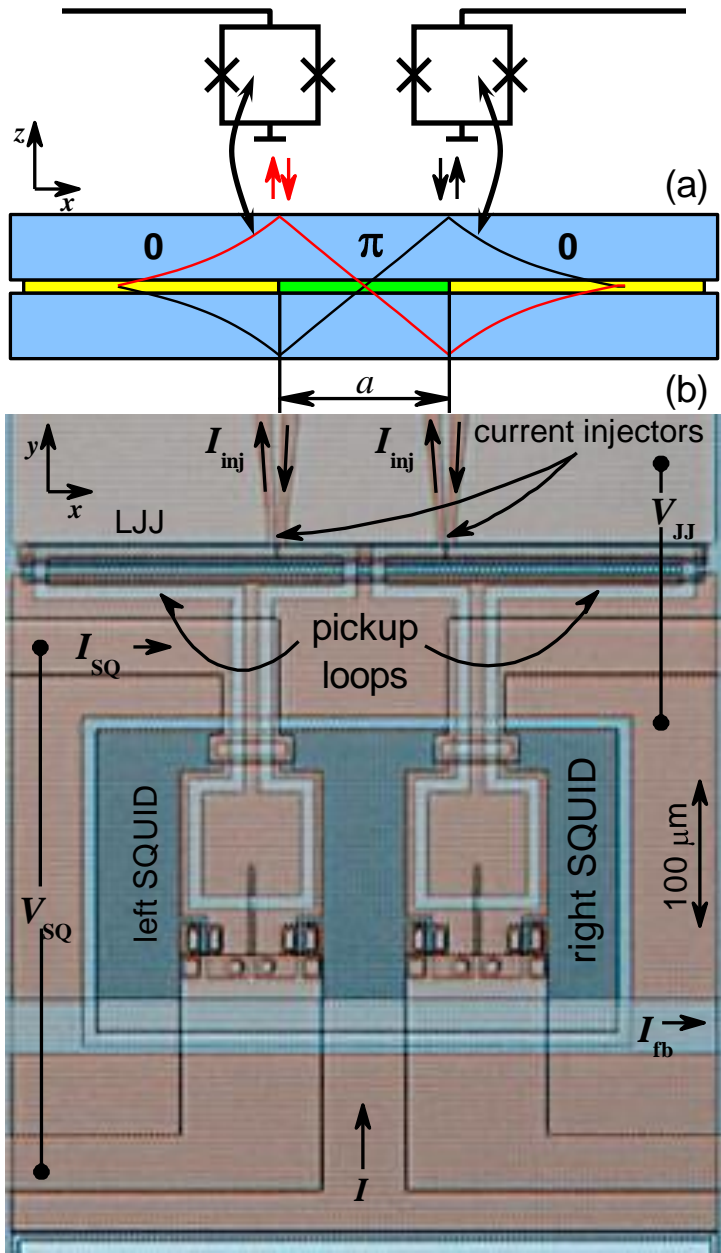 z
x
(a)
0 π 0
a
(b)
y
x
I_inj
I_inj
current injectors
LJJ
V_JJ
pickup
loops
I_SQ
left SQUID
right SQUID
100 μm
V_SQ
I_fb
I